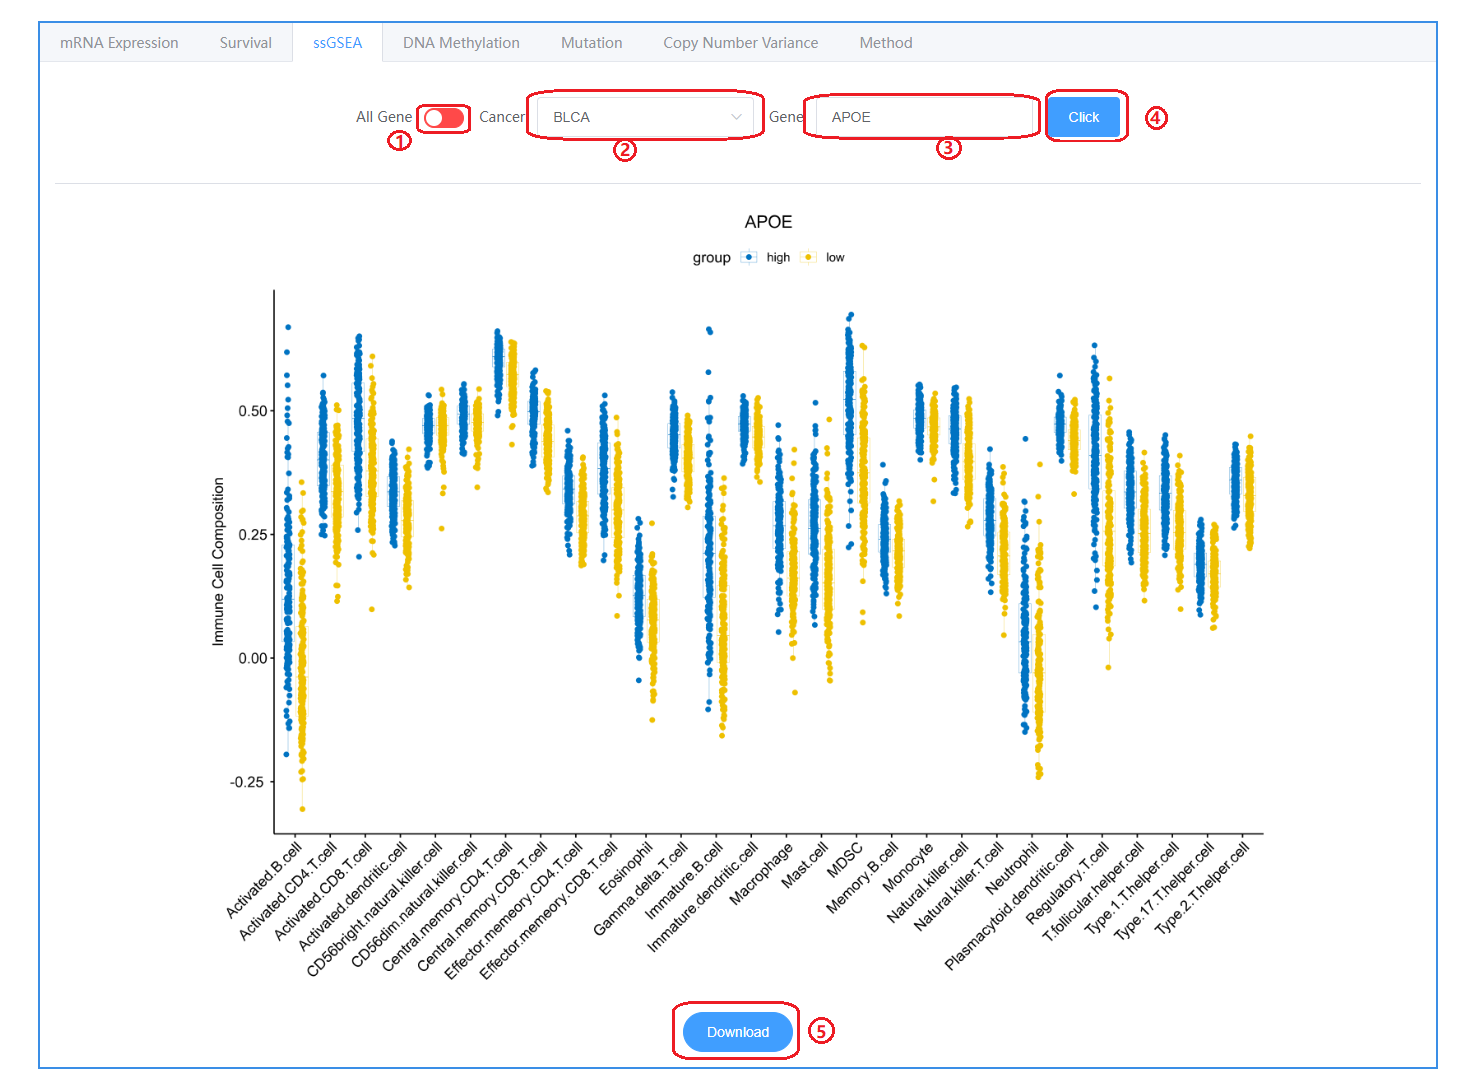 mRNA Expression Survival ssGSEA DNA Methylation Mutation Copy Number Variance Method
All Gene Cancer BLCA Gene APOE Click ④
① ② ③
APOE
group high low
Immune Cell Composition
0.50
0.25
0.00
-0.25
Activated.B.cell
Activated.CD4.T.cell
Activated.CD8.T.cell
Activated.dendritic.cell
CD56bright.natural.killer.cell
CD56dim.natural.killer.cell
Central.memory.CD4.T.cell
Central.memory.CD8.T.cell
Effector.memeory.CD4.T.cell
Effector.memeory.CD8.T.cell
Eosinophil
Gamma.delta.T.cell
Immature.B.cell
Immature.dendritic.cell
Macrophage
Mast.cell
MDSC
Memory.B.cell
Monocyte
Natural.killer.cell
Natural.killer.T.cell
Neutrophil
Plasmacytoid.dendritic.cell
Regulatory.T.cell
T.follicular.helper.cell
Type.1.T.helper.cell
Type.17.T.helper.cell
Type.2.T.helper.cell
Download ⑤